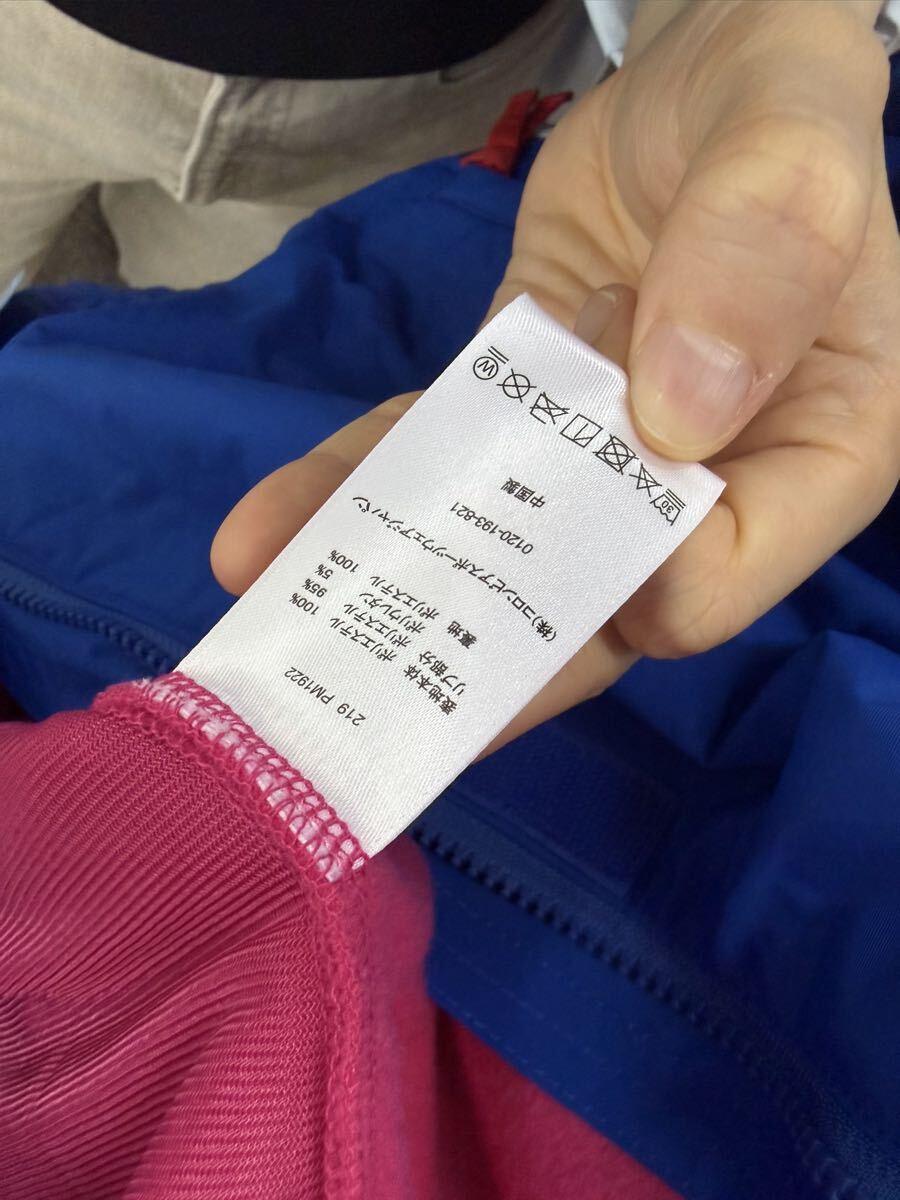 219 PM1922
表地本体 ポリエステル 100%
リブ部分 ポリエステル 95%
ポリウレタン 5%
裏地 ポリエステル 100%
(株)コロンビアスポーツウェアジャパン
0120-193-821
中国製
30
W